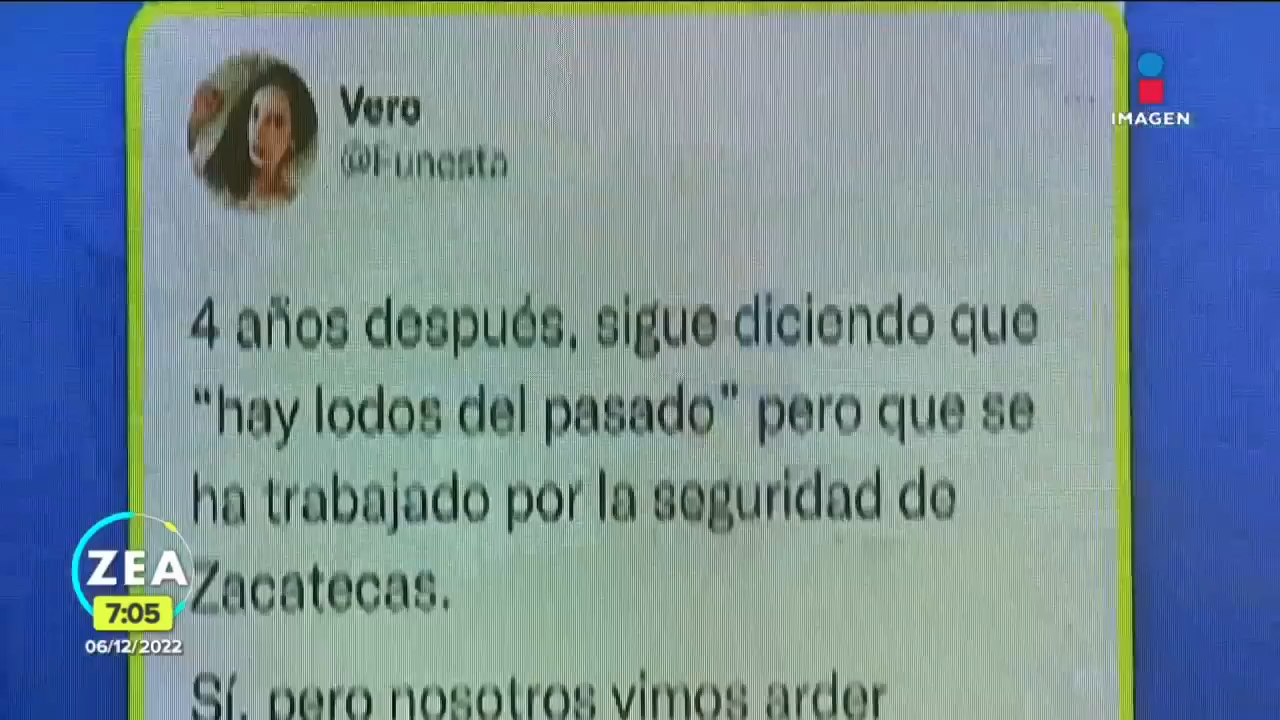 IMAGEN
Vero
@Funesta
4 años después, sigue diciendo que
“hay lodos del pasado” pero que se
ha trabajado por la seguridad de
Zacatecas.
Sí, pero nosotros vimos arder
ZEA
7:05
06/12/2022